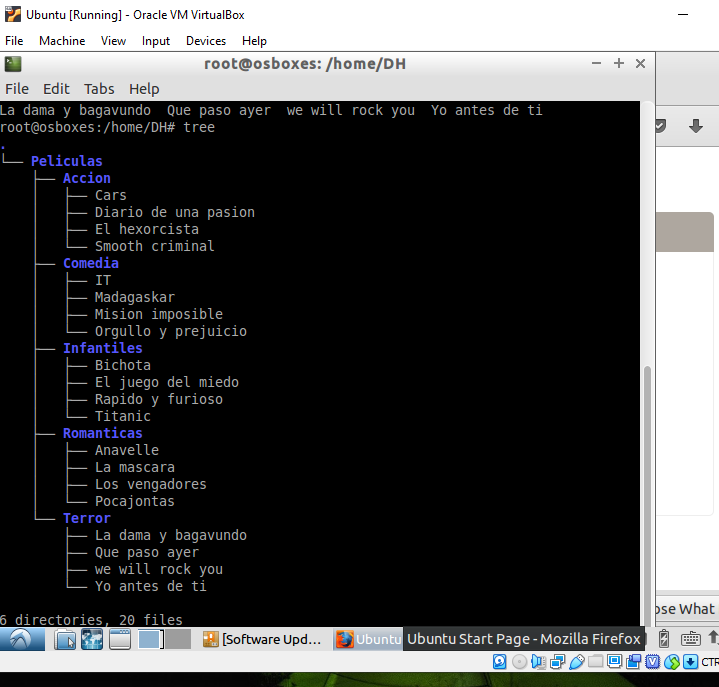 Ubuntu [Running] - Oracle VM VirtualBox
File Machine View Input Devices Help
root@osboxes: /home/DH
File Edit Tabs Help
La dama y bagavundo  Que paso ayer  we will rock you  Yo antes de ti
root@osboxes:/home/DH# tree
.
└── Peliculas
    ├── Accion
    │   ├── Cars
    │   ├── Diario de una pasion
    │   ├── El hexorcista
    │   └── Smooth criminal
    ├── Comedia
    │   ├── IT
    │   ├── Madagaskar
    │   ├── Mision imposible
    │   └── Orgullo y prejuicio
    ├── Infantiles
    │   ├── Bichota
    │   ├── El juego del miedo
    │   ├── Rapido y furioso
    │   └── Titanic
    ├── Romanticas
    │   ├── Anavelle
    │   ├── La mascara
    │   ├── Los vengadores
    │   └── Pocajontas
    └── Terror
        ├── La dama y bagavundo
        ├── Que paso ayer
        ├── we will rock you
        └── Yo antes de ti
6 directories, 20 files
ose What
[Software Upd... Ubuntu Ubuntu Start Page - Mozilla Firefox
CTR